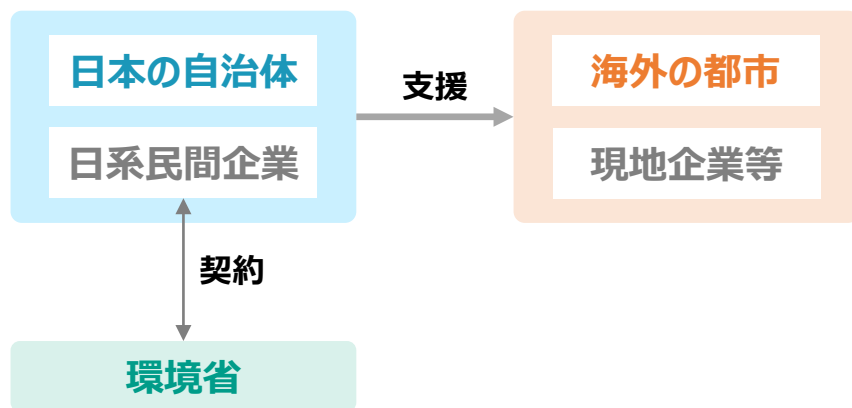 日本の自治体
日系民間企業
支援
海外の都市
現地企業等
契約
環境省